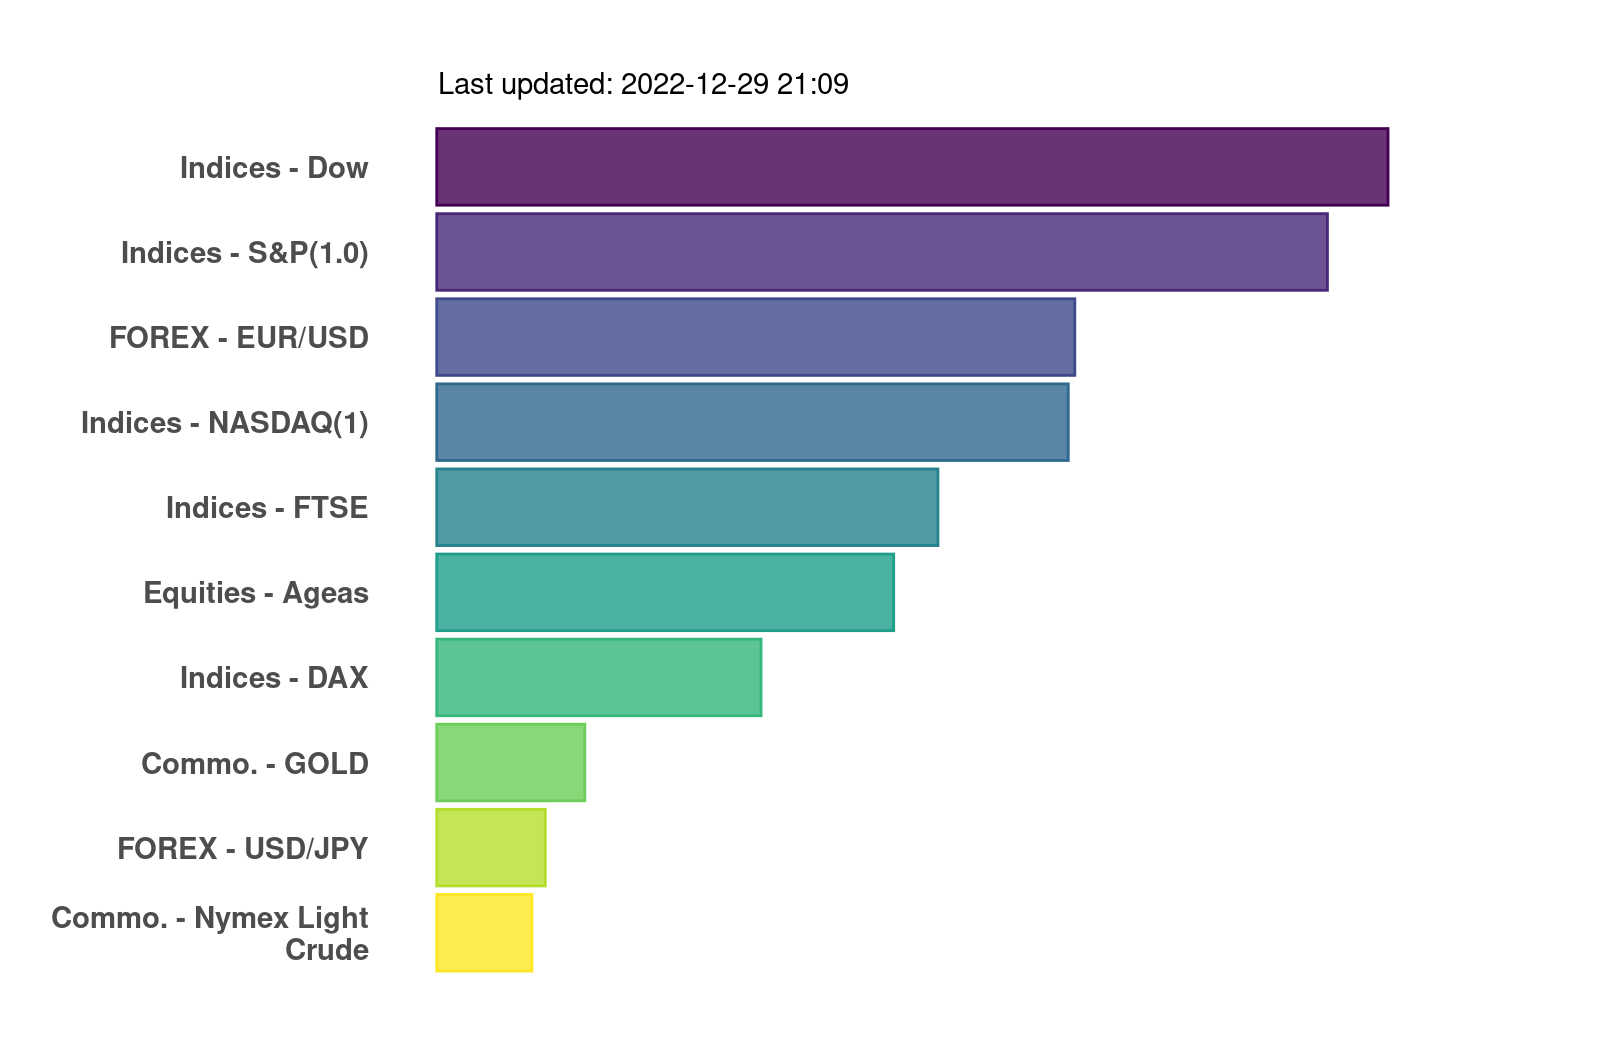 Last updated: 2022-12-29 21:09
Indices - Dow
Indices - S&P(1.0)
FOREX - EUR/USD
Indices - NASDAQ(1)
Indices - FTSE
Equities - Ageas
Indices - DAX
Commo. - GOLD
FOREX - USD/JPY
Commo. - Nymex Light
Crude